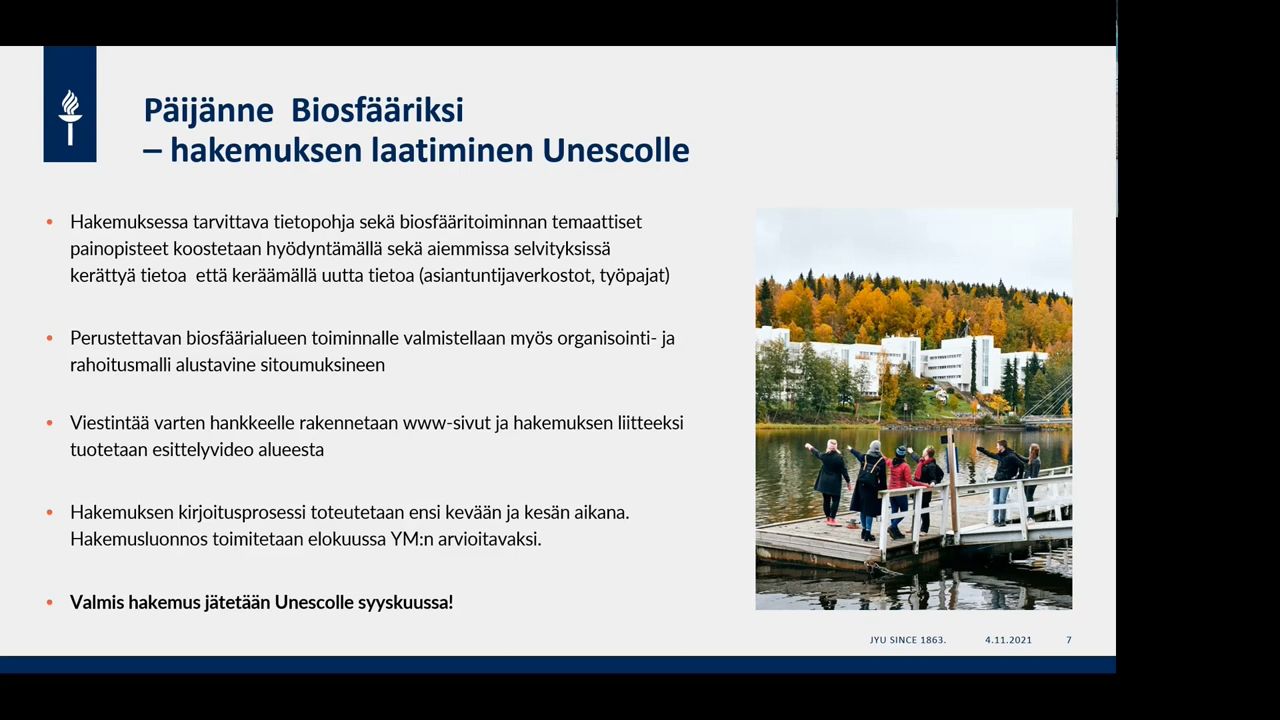 Päijänne Biosfääriksi
– hakemuksen laatiminen Unescolle
• Hakemuksessa tarvittava tietopohja sekä biosfääritoiminnan temaattiset
painopisteet koostetaan hyödyntämällä sekä aiemmissa selvityksissä
kerättyä tietoa että keräämällä uutta tietoa (asiantuntijaverkostot, työpajat)
• Perustettavan biosfäärialueen toiminnalle valmistellaan myös organisointi- ja
rahoitusmalli alustavine sitoumuksineen
• Viestintää varten hankkeelle rakennetaan www-sivut ja hakemuksen liitteeksi
tuotetaan esittelyvideo alueesta
• Hakemuksen kirjoitusprosessi toteutetaan ensi kevään ja kesän aikana.
Hakemusluonnos toimitetaan elokuussa YM:n arvioitavaksi.
• Valmis hakemus jätetään Unescolle syyskuussa!
JYU SINCE 1863. 4.11.2021 7